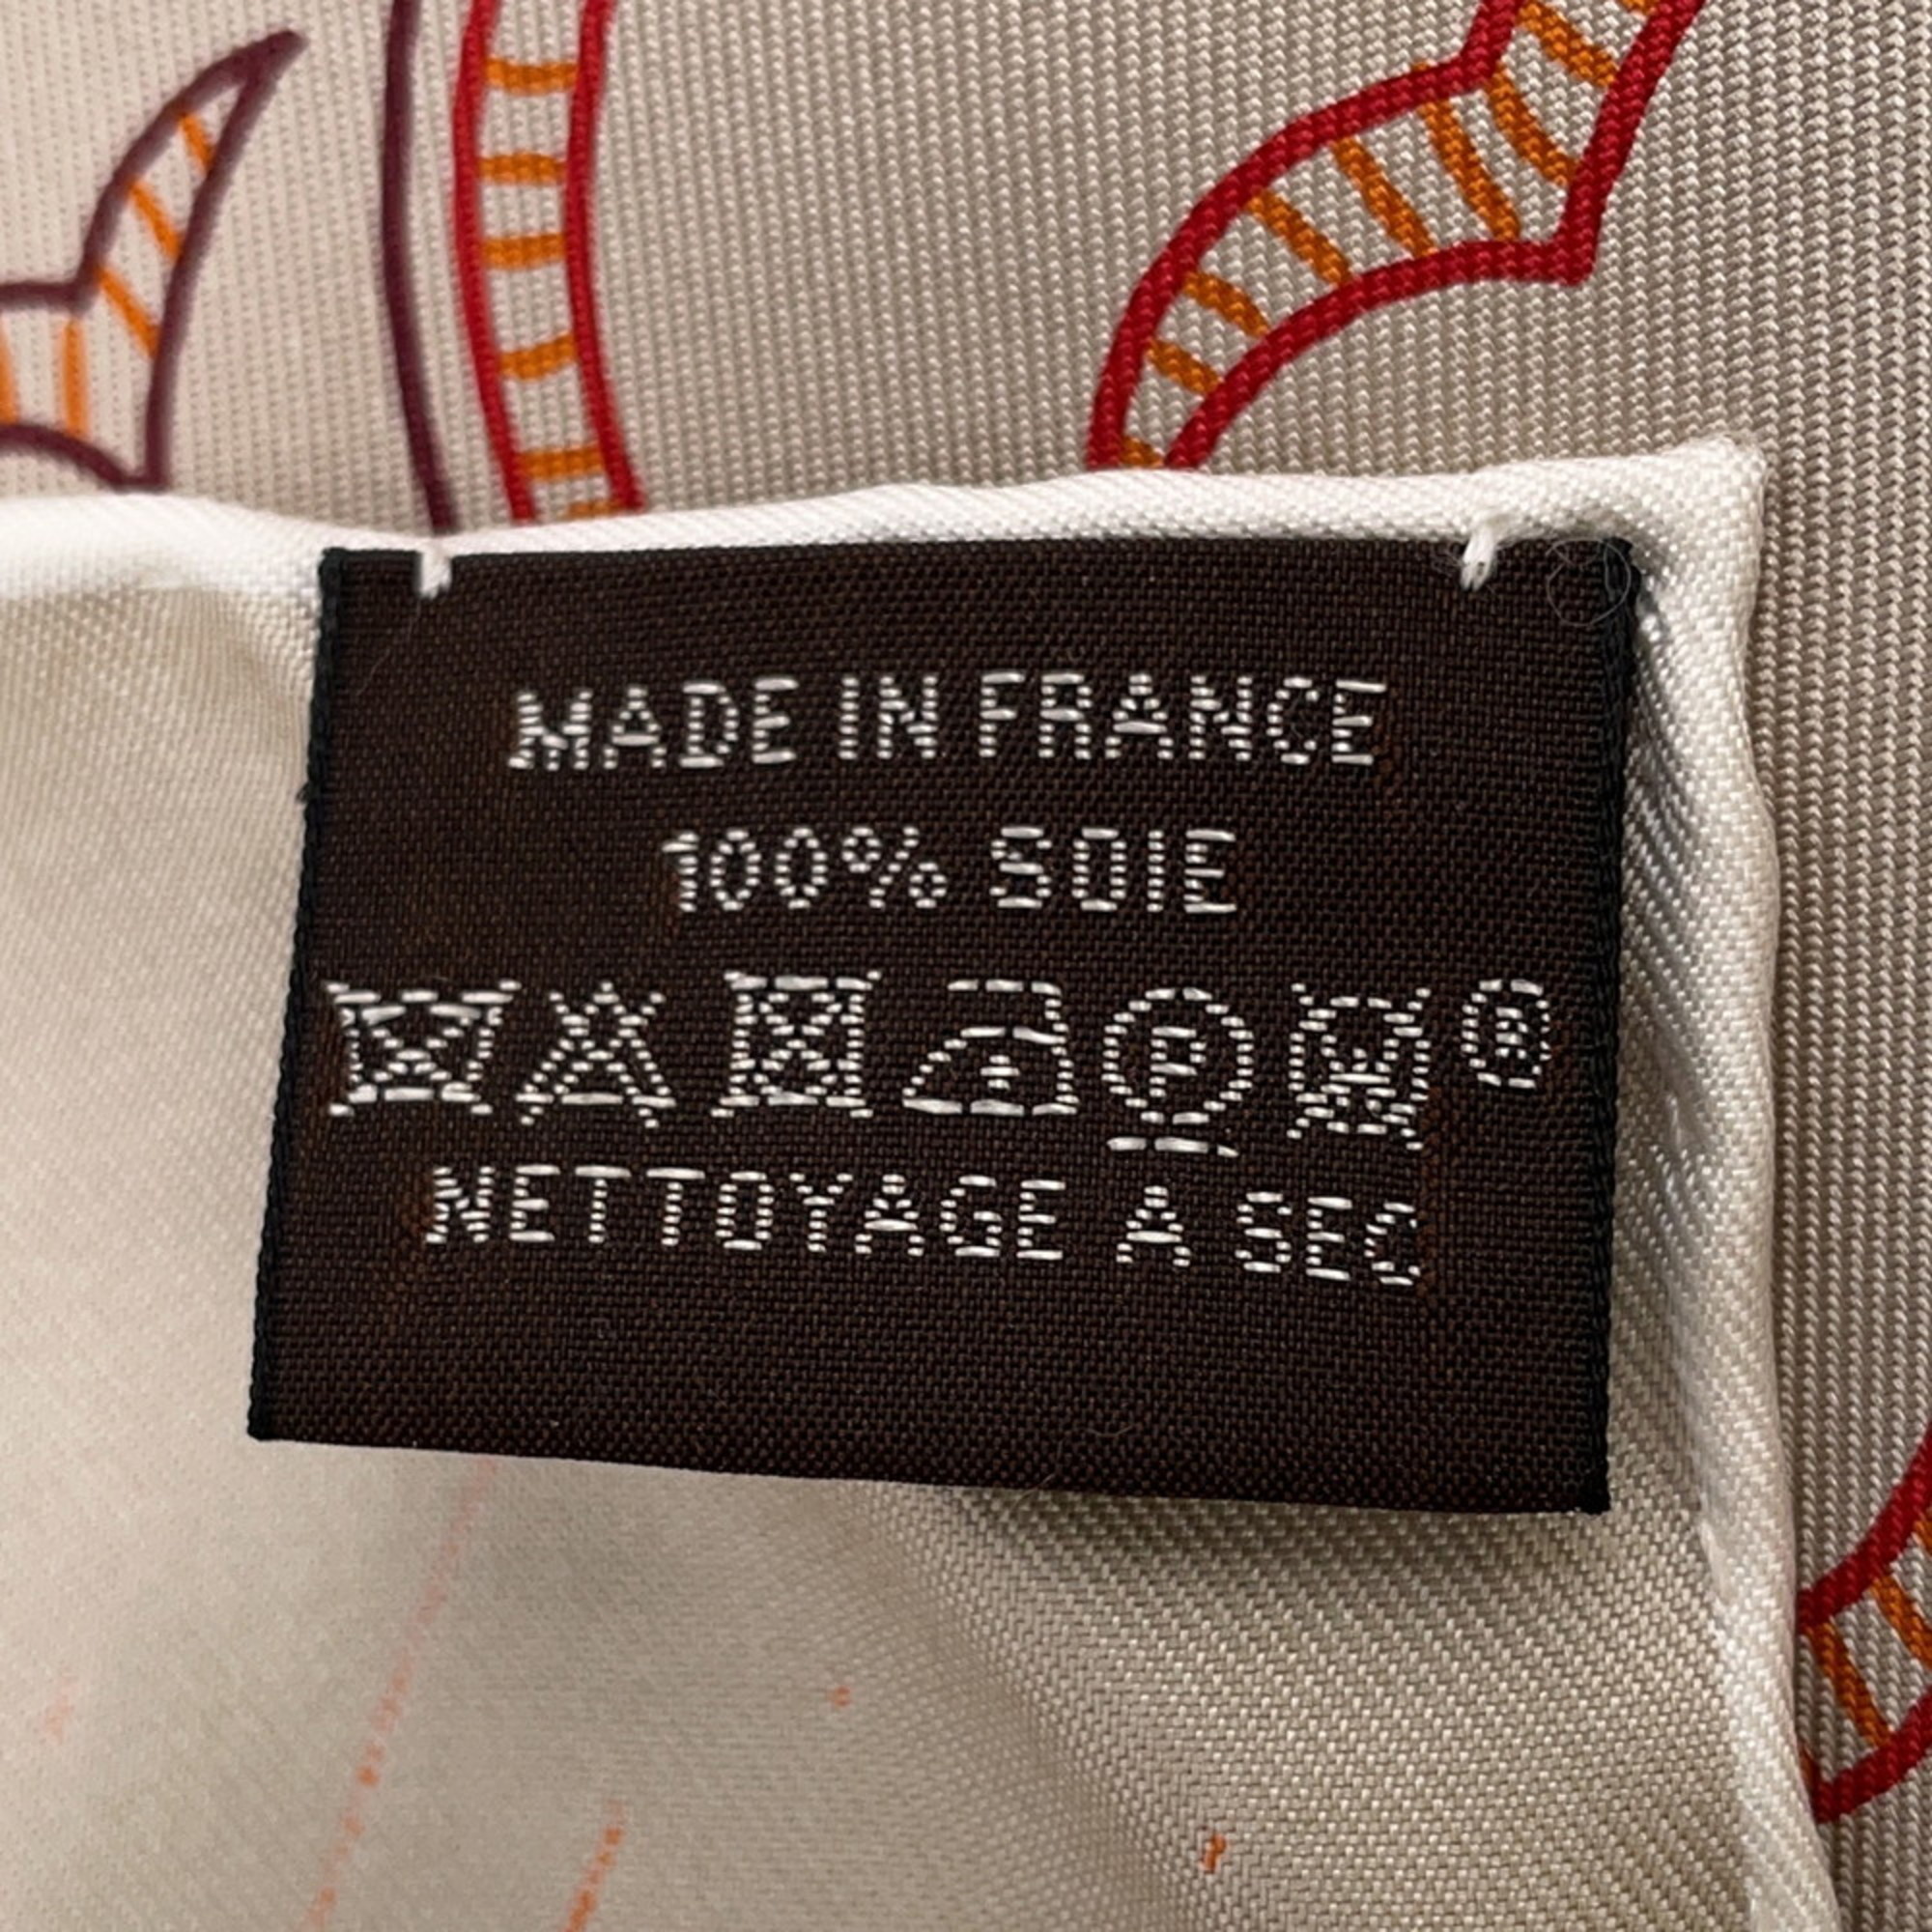 MADE IN FRANCE
100% SOIE
P W ®
NETTOYAGE A SEC